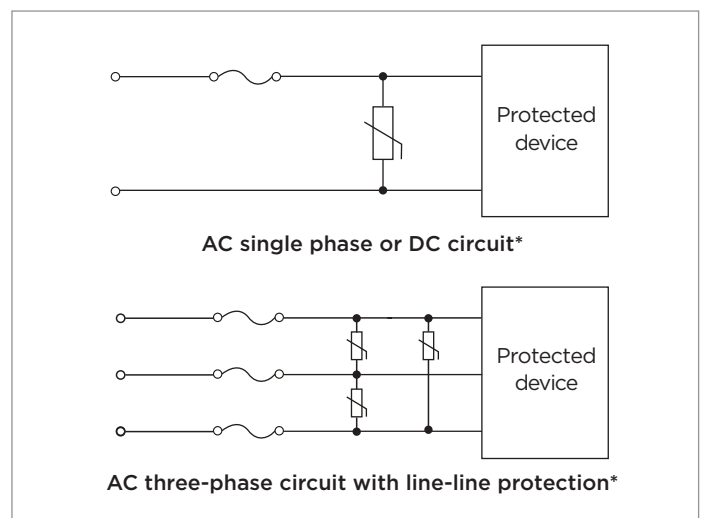 Protected
device
AC single phase or DC circuit*
Protected
device
AC three-phase circuit with line-line protection*